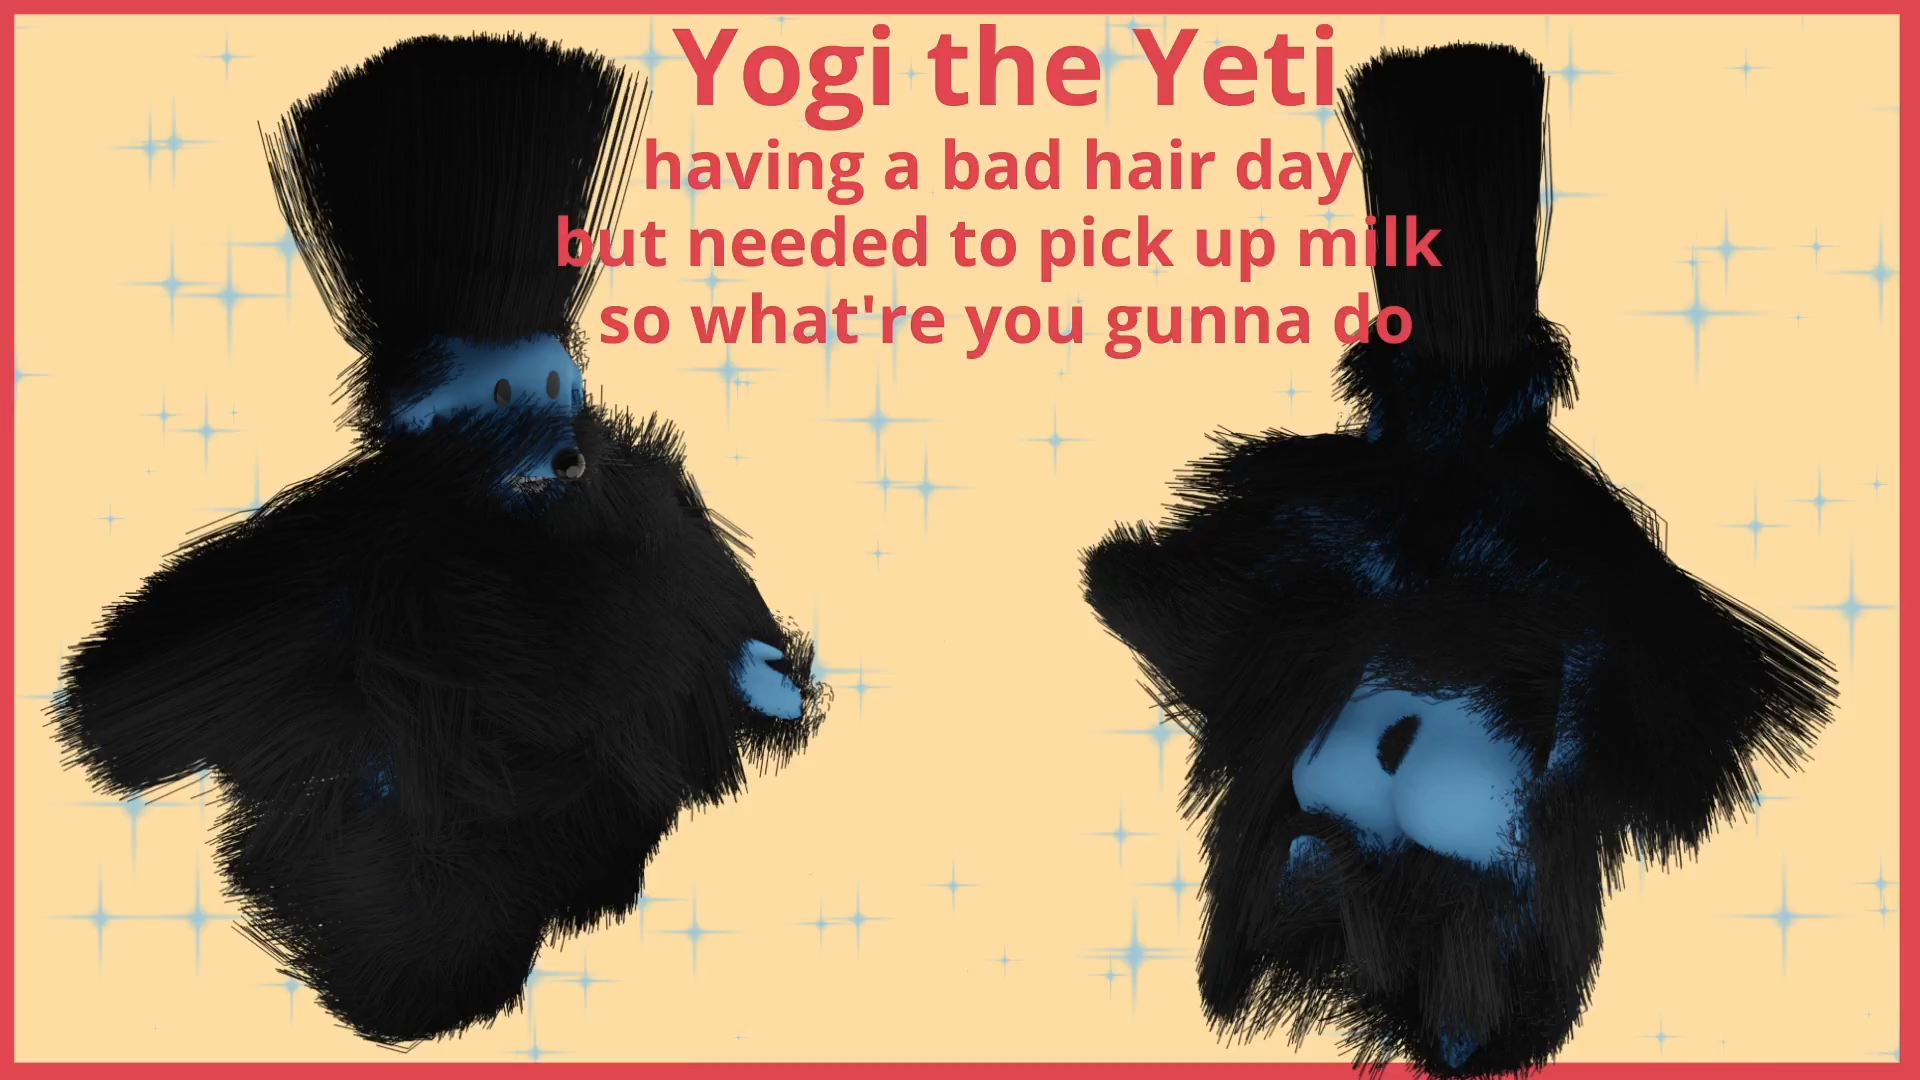 Yogi the Yeti
having a bad hair day
but needed to pick up milk
so what're you gunna do